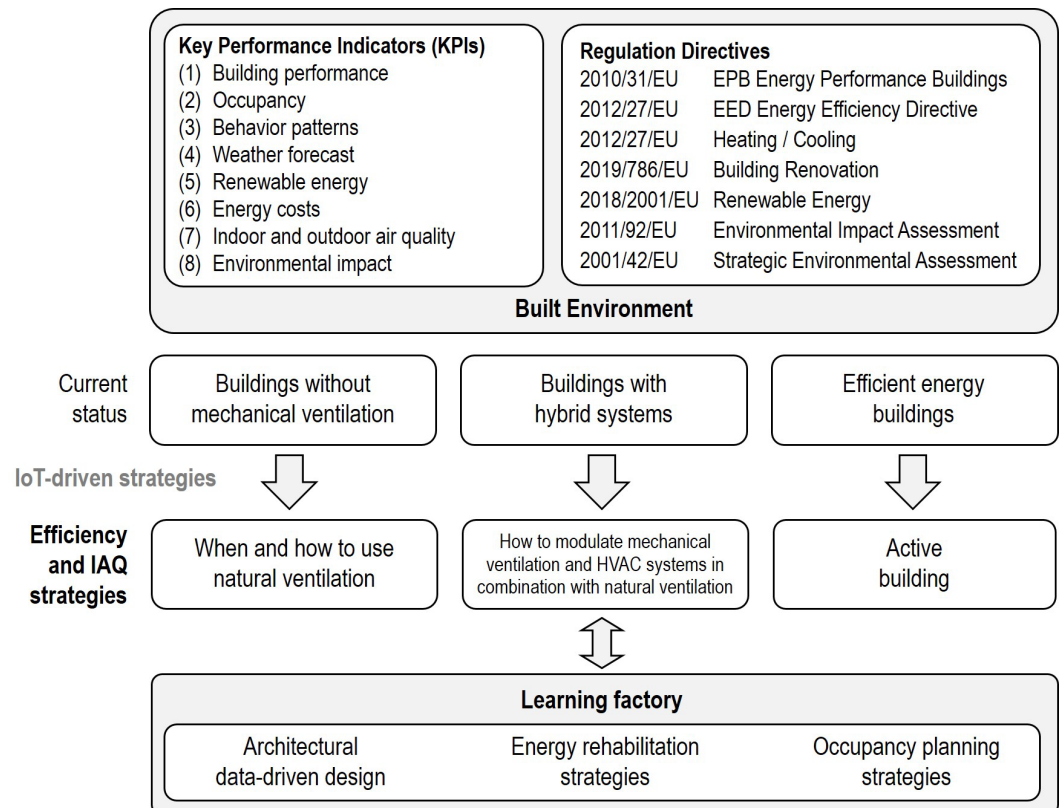 Key Performance Indicators (KPIs)
(1) Building performance
(2) Occupancy
(3) Behavior patterns
(4) Weather forecast
(5) Renewable energy
(6) Energy costs
(7) Indoor and outdoor air quality
(8) Environmental impact
Regulation Directives
2010/31/EU EPB Energy Performance Buildings
2012/27/EU EED Energy Efficiency Directive
2012/27/EU Heating / Cooling
2019/786/EU Building Renovation
2018/2001/EU Renewable Energy
2011/92/EU Environmental Impact Assessment
2001/42/EU Strategic Environmental Assessment
Built Environment
Current
status
Buildings without
mechanical ventilation
Buildings with
hybrid systems
Efficient energy
buildings
IoT-driven strategies
Efficiency
and IAQ
strategies
When and how to use
natural ventilation
How to modulate mechanical
ventilation and HVAC systems in
combination with natural ventilation
Active
building
Learning factory
Architectural
data-driven design
Energy rehabilitation
strategies
Occupancy planning
strategies